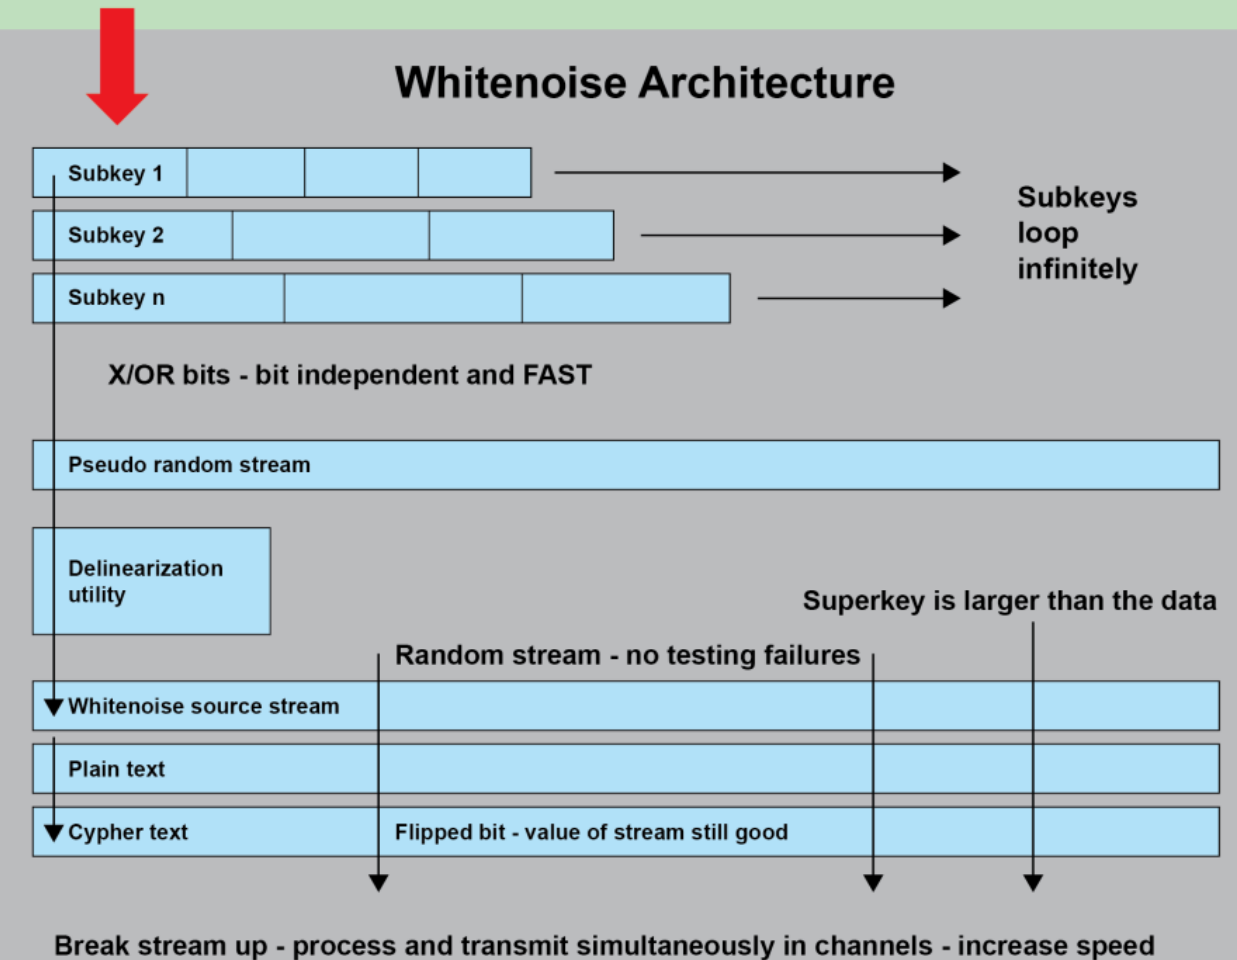 Whitenoise Architecture
Subkey 1
Subkey 2
Subkey n
Subkeys
loop
infinitely
X/OR bits - bit independent and FAST
Pseudo random stream
Delinearization
utility
Superkey is larger than the data
Random stream - no testing failures
Whitenoise source stream
Plain text
Cypher text
Flipped bit - value of stream still good
Break stream up - process and transmit simultaneously in channels - increase speed